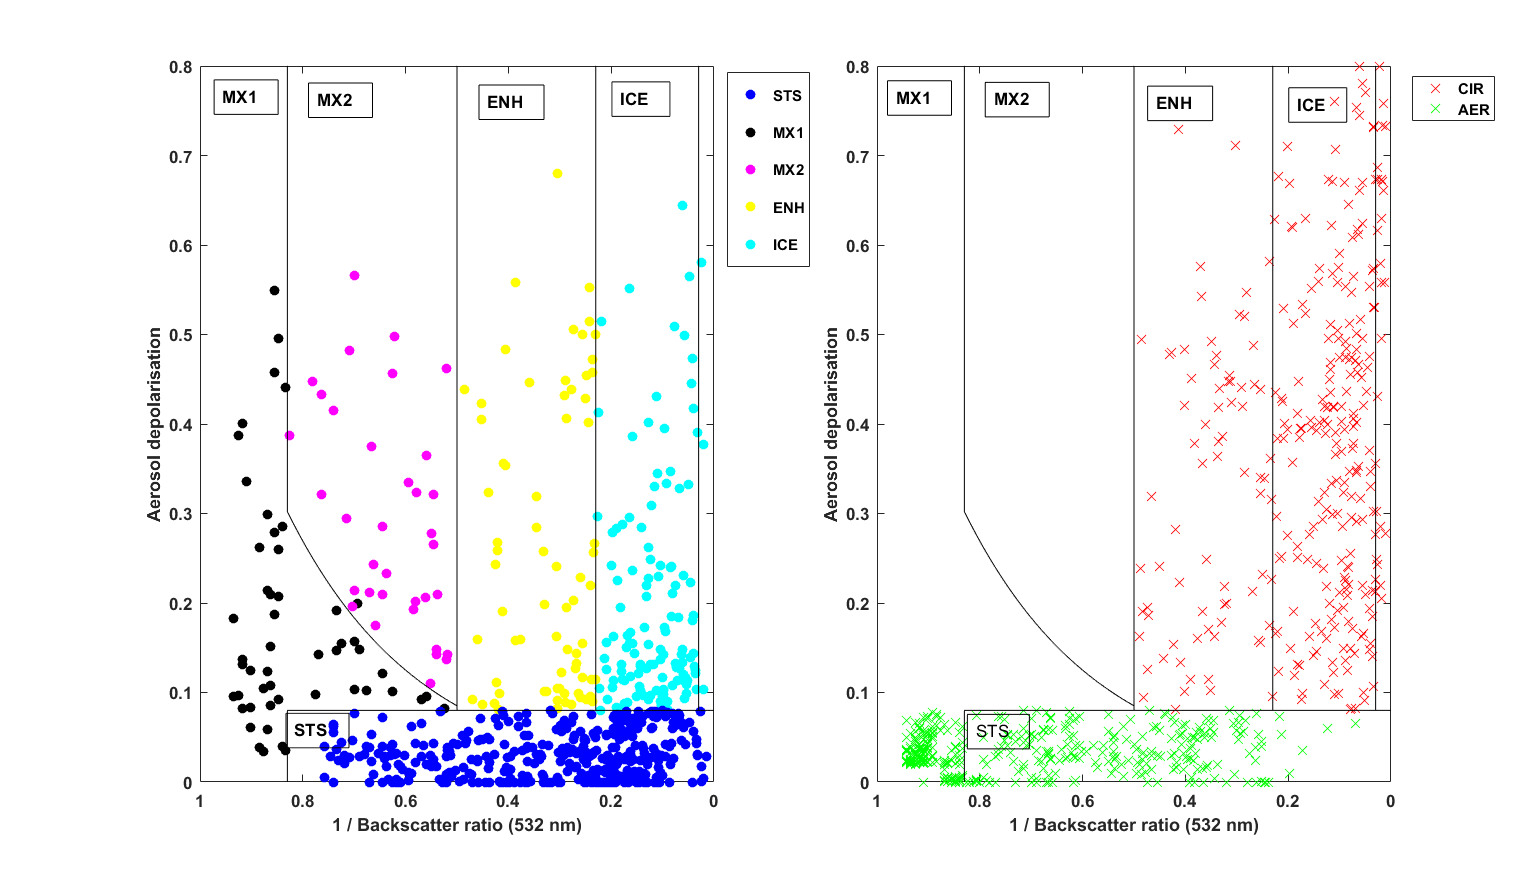 0.8
0.7
0.6
0.5
0.4
0.3
0.2
0.1
0
Aerosol depolarisation
MX1
MX2
ENH
ICE
STS
1 0.8 0.6 0.4 0.2 0
1 / Backscatter ratio (532 nm)
STS
MX1
MX2
ENH
ICE
0.8
0.7
0.6
0.5
0.4
0.3
0.2
0.1
0
Aerosol depolarisation
MX1
MX2
ENH
ICE
STS
1 0.8 0.6 0.4 0.2 0
1 / Backscatter ratio (532 nm)
CIR
AER